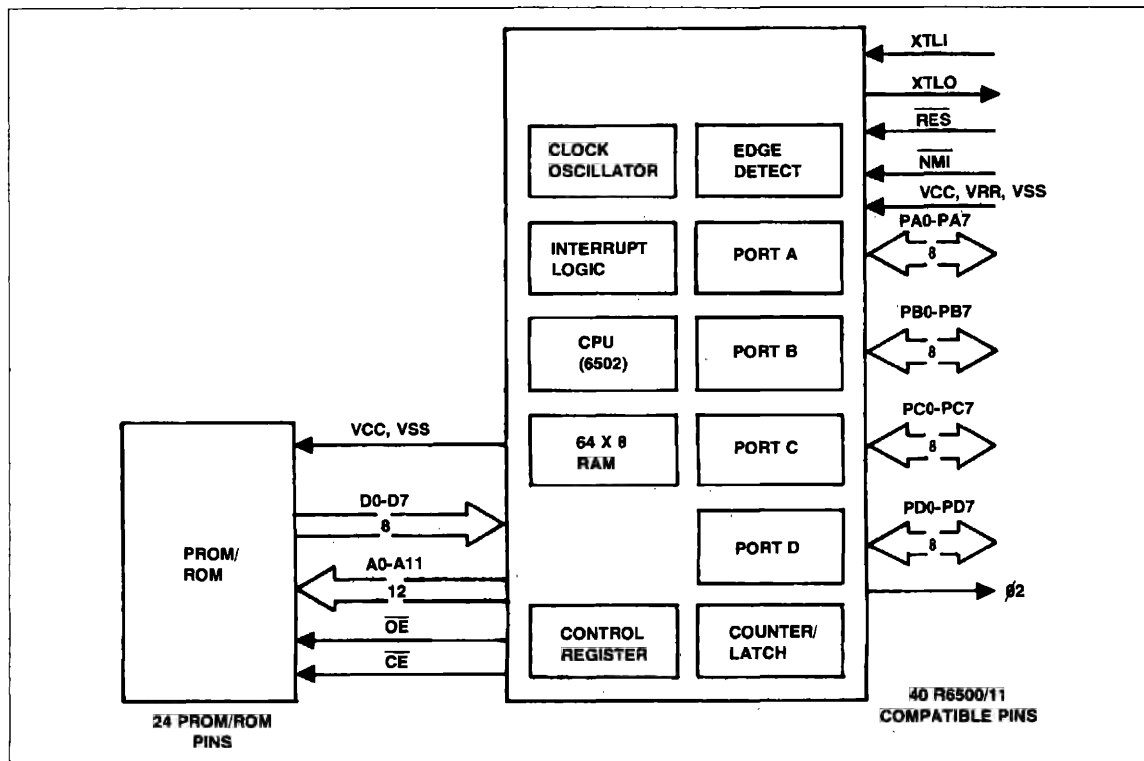 XTLI
XTLO
RES
NMI
VCC, VRR, VSS
CLOCK
OSCILLATOR
EDGE
DETECT
PA0-PA7
8
INTERRUPT
LOGIC
PORT A
PB0-PB7
8
CPU
(6502)
PORT B
PC0-PC7
8
64 X 8
RAM
PORT C
PD0-PD7
8
PORT D
Ø2
CONTROL
REGISTER
COUNTER/
LATCH
VCC, VSS
D0-D7
8
A0-A11
12
OE
CE
PROM/
ROM
24 PROM/ROM
PINS
40 R6500/11
COMPATIBLE PINS